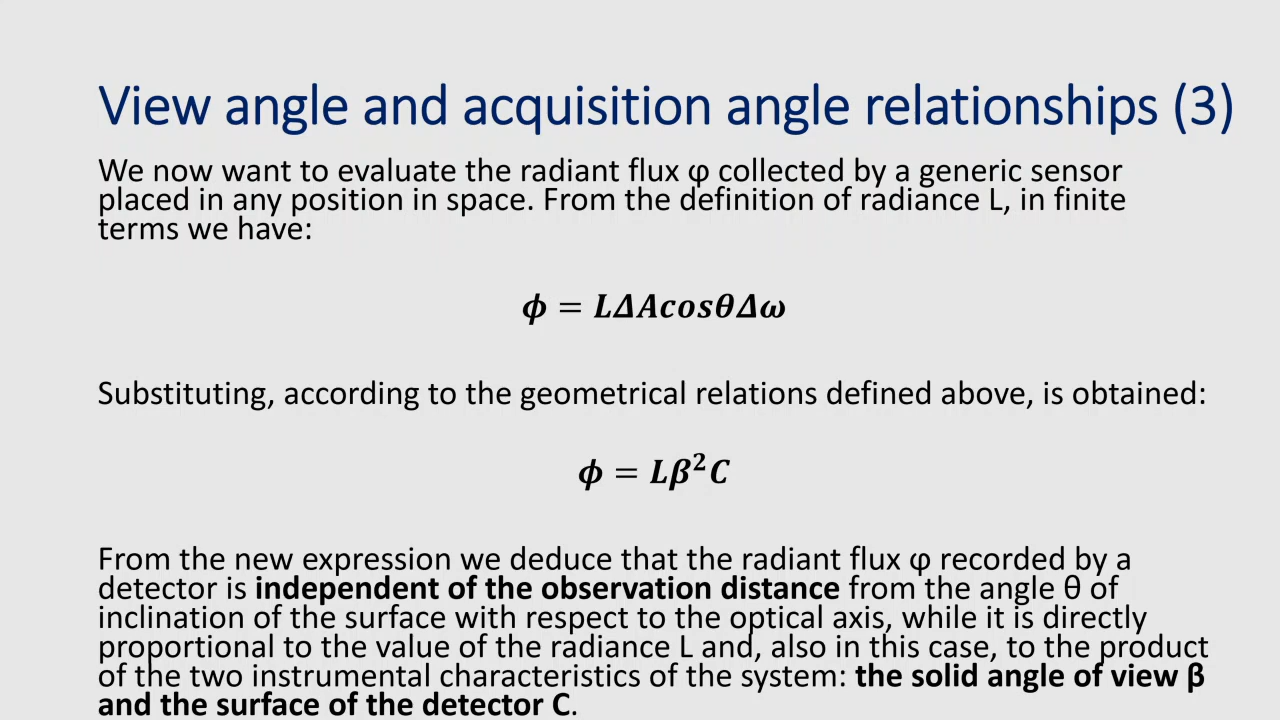 View angle and acquisition angle relationships (3)
We now want to evaluate the radiant flux φ collected by a generic sensor
placed in any position in space. From the definition of radiance L, in finite
terms we have:
ϕ = LΔAcosθΔω
Substituting, according to the geometrical relations defined above, is obtained:
ϕ = Lβ²C
From the new expression we deduce that the radiant flux φ recorded by a
detector is independent of the observation distance from the angle θ of
inclination of the surface with respect to the optical axis, while it is directly
proportional to the value of the radiance L and, also in this case, to the product
of the two instrumental characteristics of the system: the solid angle of view β
and the surface of the detector C.